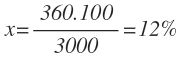 x = 360.100 / 3000 = 12%